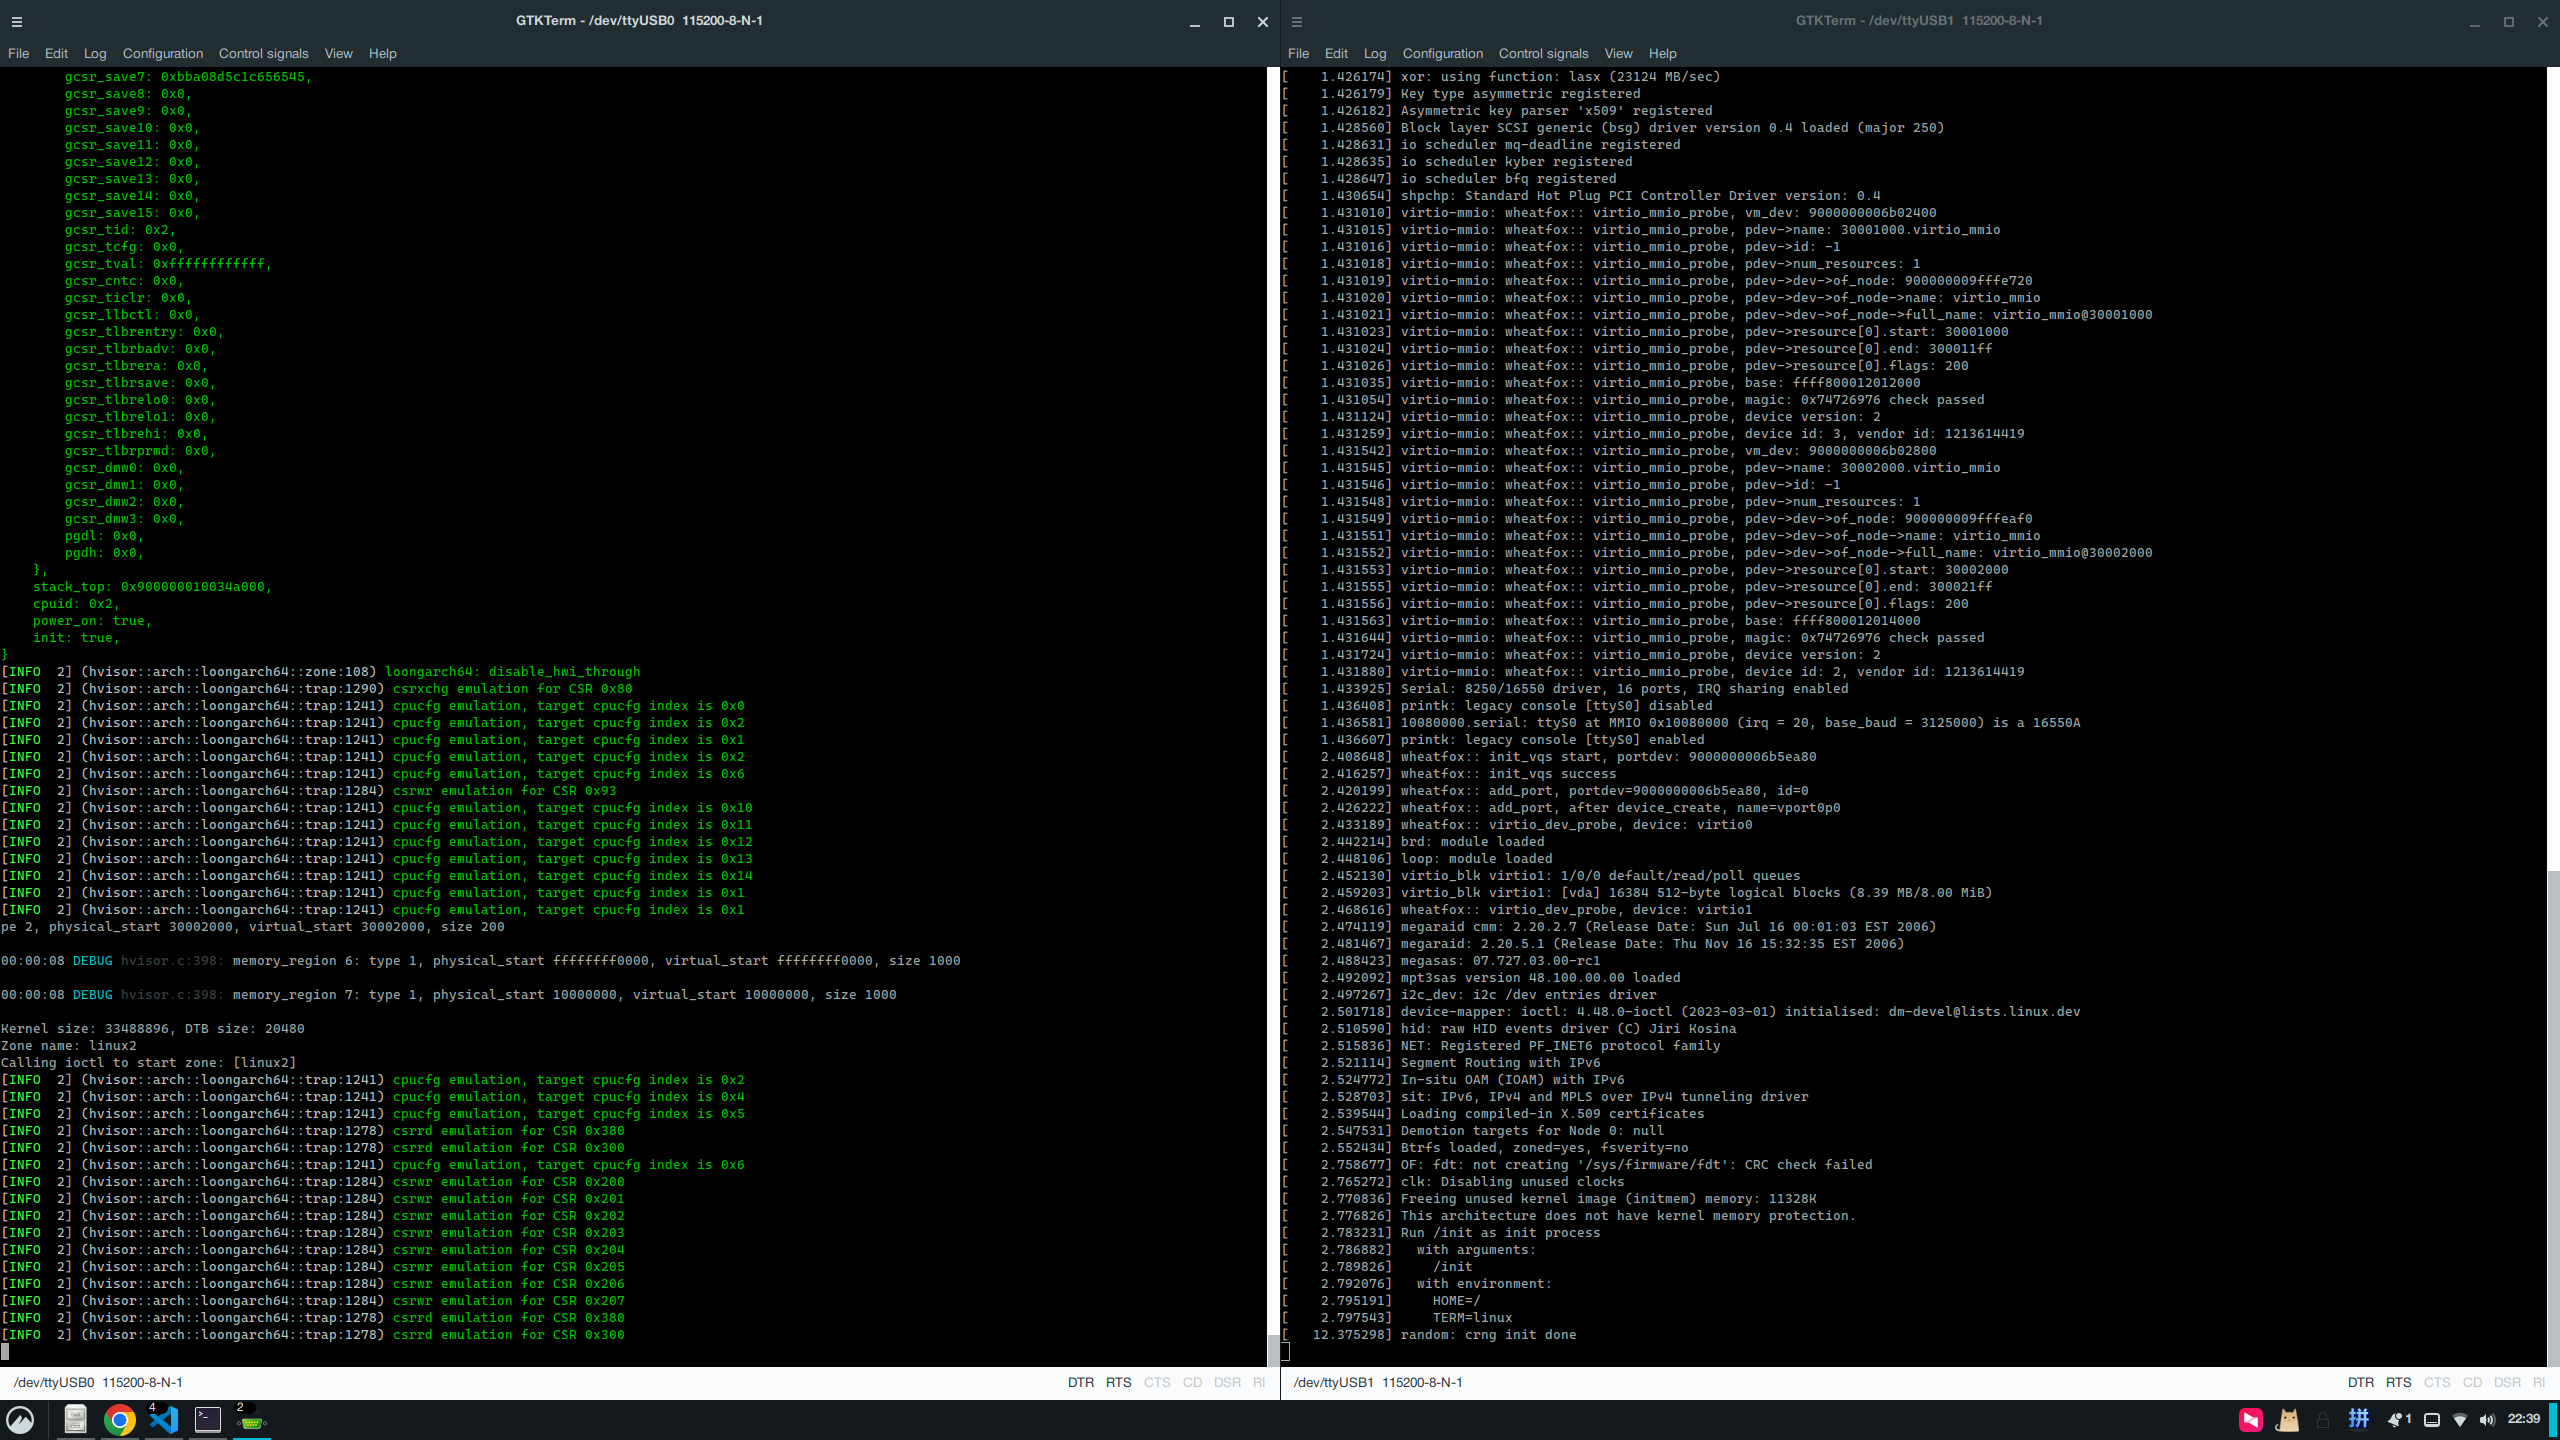 GTKTerm - /dev/ttyUSB0  115200-8-N-1
File Edit Log Configuration Control signals View Help
        gcsr_save7: 0xbba08d5c1c656545,
        gcsr_save8: 0x0,
        gcsr_save9: 0x0,
        gcsr_save10: 0x0,
        gcsr_save11: 0x0,
        gcsr_save12: 0x0,
        gcsr_save13: 0x0,
        gcsr_save14: 0x0,
        gcsr_save15: 0x0,
        gcsr_tid: 0x2,
        gcsr_tcfg: 0x0,
        gcsr_tval: 0xffffffffffff,
        gcsr_cntc: 0x0,
        gcsr_ticlr: 0x0,
        gcsr_llbctl: 0x0,
        gcsr_tlbrentry: 0x0,
        gcsr_tlbrbadv: 0x0,
        gcsr_tlbrera: 0x0,
        gcsr_tlbrsave: 0x0,
        gcsr_tlbrelo0: 0x0,
        gcsr_tlbrelo1: 0x0,
        gcsr_tlbrehi: 0x0,
        gcsr_tlbrprmd: 0x0,
        gcsr_dmw0: 0x0,
        gcsr_dmw1: 0x0,
        gcsr_dmw2: 0x0,
        gcsr_dmw3: 0x0,
        pgdl: 0x0,
        pgdh: 0x0,
    },
    stack_top: 0x900000010034a000,
    cpuid: 0x2,
    power_on: true,
    init: true,
}
[INFO  2] (hvisor::arch::loongarch64::zone:108) loongarch64: disable_hwi_through
[INFO  2] (hvisor::arch::loongarch64::trap:1290) csrxchg emulation for CSR 0x80
[INFO  2] (hvisor::arch::loongarch64::trap:1241) cpucfg emulation, target cpucfg index is 0x0
[INFO  2] (hvisor::arch::loongarch64::trap:1241) cpucfg emulation, target cpucfg index is 0x2
[INFO  2] (hvisor::arch::loongarch64::trap:1241) cpucfg emulation, target cpucfg index is 0x1
[INFO  2] (hvisor::arch::loongarch64::trap:1241) cpucfg emulation, target cpucfg index is 0x2
[INFO  2] (hvisor::arch::loongarch64::trap:1241) cpucfg emulation, target cpucfg index is 0x6
[INFO  2] (hvisor::arch::loongarch64::trap:1284) csrwr emulation for CSR 0x93
[INFO  2] (hvisor::arch::loongarch64::trap:1241) cpucfg emulation, target cpucfg index is 0x10
[INFO  2] (hvisor::arch::loongarch64::trap:1241) cpucfg emulation, target cpucfg index is 0x11
[INFO  2] (hvisor::arch::loongarch64::trap:1241) cpucfg emulation, target cpucfg index is 0x12
[INFO  2] (hvisor::arch::loongarch64::trap:1241) cpucfg emulation, target cpucfg index is 0x13
[INFO  2] (hvisor::arch::loongarch64::trap:1241) cpucfg emulation, target cpucfg index is 0x14
[INFO  2] (hvisor::arch::loongarch64::trap:1241) cpucfg emulation, target cpucfg index is 0x1
[INFO  2] (hvisor::arch::loongarch64::trap:1241) cpucfg emulation, target cpucfg index is 0x1
pe 2, physical_start 30002000, virtual_start 30002000, size 200
00:00:08 DEBUG hvisor.c:398: memory_region 6: type 1, physical_start ffffffff0000, virtual_start ffffffff0000, size 1000
00:00:08 DEBUG hvisor.c:398: memory_region 7: type 1, physical_start 10000000, virtual_start 10000000, size 1000
Kernel size: 33488896, DTB size: 20480
Zone name: linux2
Calling ioctl to start zone: [linux2]
[INFO  2] (hvisor::arch::loongarch64::trap:1241) cpucfg emulation, target cpucfg index is 0x2
[INFO  2] (hvisor::arch::loongarch64::trap:1241) cpucfg emulation, target cpucfg index is 0x4
[INFO  2] (hvisor::arch::loongarch64::trap:1241) cpucfg emulation, target cpucfg index is 0x5
[INFO  2] (hvisor::arch::loongarch64::trap:1278) csrrd emulation for CSR 0x380
[INFO  2] (hvisor::arch::loongarch64::trap:1278) csrrd emulation for CSR 0x300
[INFO  2] (hvisor::arch::loongarch64::trap:1241) cpucfg emulation, target cpucfg index is 0x6
[INFO  2] (hvisor::arch::loongarch64::trap:1284) csrwr emulation for CSR 0x200
[INFO  2] (hvisor::arch::loongarch64::trap:1284) csrwr emulation for CSR 0x201
[INFO  2] (hvisor::arch::loongarch64::trap:1284) csrwr emulation for CSR 0x202
[INFO  2] (hvisor::arch::loongarch64::trap:1284) csrwr emulation for CSR 0x203
[INFO  2] (hvisor::arch::loongarch64::trap:1284) csrwr emulation for CSR 0x204
[INFO  2] (hvisor::arch::loongarch64::trap:1284) csrwr emulation for CSR 0x205
[INFO  2] (hvisor::arch::loongarch64::trap:1284) csrwr emulation for CSR 0x206
[INFO  2] (hvisor::arch::loongarch64::trap:1284) csrwr emulation for CSR 0x207
[INFO  2] (hvisor::arch::loongarch64::trap:1278) csrrd emulation for CSR 0x380
[INFO  2] (hvisor::arch::loongarch64::trap:1278) csrrd emulation for CSR 0x300
/dev/ttyUSB0  115200-8-N-1 DTR RTS CTS CD DSR RI
GTKTerm - /dev/ttyUSB1  115200-8-N-1
File Edit Log Configuration Control signals View Help
[    1.426174] xor: using function: lasx (23124 MB/sec)
[    1.426179] Key type asymmetric registered
[    1.426182] Asymmetric key parser 'x509' registered
[    1.428560] Block layer SCSI generic (bsg) driver version 0.4 loaded (major 250)
[    1.428631] io scheduler mq-deadline registered
[    1.428635] io scheduler kyber registered
[    1.428647] io scheduler bfq registered
[    1.430654] shpchp: Standard Hot Plug PCI Controller Driver version: 0.4
[    1.431010] virtio-mmio: wheatfox:: virtio_mmio_probe, vm_dev: 9000000006b02400
[    1.431015] virtio-mmio: wheatfox:: virtio_mmio_probe, pdev->name: 30001000.virtio_mmio
[    1.431016] virtio-mmio: wheatfox:: virtio_mmio_probe, pdev->id: -1
[    1.431018] virtio-mmio: wheatfox:: virtio_mmio_probe, pdev->num_resources: 1
[    1.431019] virtio-mmio: wheatfox:: virtio_mmio_probe, pdev->dev->of_node: 900000009fffe720
[    1.431020] virtio-mmio: wheatfox:: virtio_mmio_probe, pdev->dev->of_node->name: virtio_mmio
[    1.431021] virtio-mmio: wheatfox:: virtio_mmio_probe, pdev->dev->of_node->full_name: virtio_mmio@30001000
[    1.431023] virtio-mmio: wheatfox:: virtio_mmio_probe, pdev->resource[0].start: 30001000
[    1.431024] virtio-mmio: wheatfox:: virtio_mmio_probe, pdev->resource[0].end: 300011ff
[    1.431026] virtio-mmio: wheatfox:: virtio_mmio_probe, pdev->resource[0].flags: 200
[    1.431035] virtio-mmio: wheatfox:: virtio_mmio_probe, base: ffff800012012000
[    1.431054] virtio-mmio: wheatfox:: virtio_mmio_probe, magic: 0x74726976 check passed
[    1.431124] virtio-mmio: wheatfox:: virtio_mmio_probe, device version: 2
[    1.431259] virtio-mmio: wheatfox:: virtio_mmio_probe, device id: 3, vendor id: 1213614419
[    1.431542] virtio-mmio: wheatfox:: virtio_mmio_probe, vm_dev: 9000000006b02800
[    1.431545] virtio-mmio: wheatfox:: virtio_mmio_probe, pdev->name: 30002000.virtio_mmio
[    1.431546] virtio-mmio: wheatfox:: virtio_mmio_probe, pdev->id: -1
[    1.431548] virtio-mmio: wheatfox:: virtio_mmio_probe, pdev->num_resources: 1
[    1.431549] virtio-mmio: wheatfox:: virtio_mmio_probe, pdev->dev->of_node: 900000009fffeaf0
[    1.431551] virtio-mmio: wheatfox:: virtio_mmio_probe, pdev->dev->of_node->name: virtio_mmio
[    1.431552] virtio-mmio: wheatfox:: virtio_mmio_probe, pdev->dev->of_node->full_name: virtio_mmio@30002000
[    1.431553] virtio-mmio: wheatfox:: virtio_mmio_probe, pdev->resource[0].start: 30002000
[    1.431555] virtio-mmio: wheatfox:: virtio_mmio_probe, pdev->resource[0].end: 300021ff
[    1.431556] virtio-mmio: wheatfox:: virtio_mmio_probe, pdev->resource[0].flags: 200
[    1.431563] virtio-mmio: wheatfox:: virtio_mmio_probe, base: ffff800012014000
[    1.431644] virtio-mmio: wheatfox:: virtio_mmio_probe, magic: 0x74726976 check passed
[    1.431724] virtio-mmio: wheatfox:: virtio_mmio_probe, device version: 2
[    1.431880] virtio-mmio: wheatfox:: virtio_mmio_probe, device id: 2, vendor id: 1213614419
[    1.433925] Serial: 8250/16550 driver, 16 ports, IRQ sharing enabled
[    1.436408] printk: legacy console [ttyS0] disabled
[    1.436581] 10080000.serial: ttyS0 at MMIO 0x10080000 (irq = 20, base_baud = 3125000) is a 16550A
[    1.436607] printk: legacy console [ttyS0] enabled
[    2.408648] wheatfox:: init_vqs start, portdev: 9000000006b5ea80
[    2.416257] wheatfox:: init_vqs success
[    2.420199] wheatfox:: add_port, portdev=9000000006b5ea80, id=0
[    2.426222] wheatfox:: add_port, after device_create, name=vport0p0
[    2.433189] wheatfox:: virtio_dev_probe, device: virtio0
[    2.442214] brd: module loaded
[    2.448106] loop: module loaded
[    2.452130] virtio_blk virtio1: 1/0/0 default/read/poll queues
[    2.459203] virtio_blk virtio1: [vda] 16384 512-byte logical blocks (8.39 MB/8.00 MiB)
[    2.468616] wheatfox:: virtio_dev_probe, device: virtio1
[    2.474119] megaraid cmm: 2.20.2.7 (Release Date: Sun Jul 16 00:01:03 EST 2006)
[    2.481467] megaraid: 2.20.5.1 (Release Date: Thu Nov 16 15:32:35 EST 2006)
[    2.488423] megasas: 07.727.03.00-rc1
[    2.492092] mpt3sas version 48.100.00.00 loaded
[    2.497267] i2c_dev: i2c /dev entries driver
[    2.501718] device-mapper: ioctl: 4.48.0-ioctl (2023-03-01) initialised: dm-devel@lists.linux.dev
[    2.510590] hid: raw HID events driver (C) Jiri Kosina
[    2.515836] NET: Registered PF_INET6 protocol family
[    2.521114] Segment Routing with IPv6
[    2.524772] In-situ OAM (IOAM) with IPv6
[    2.528703] sit: IPv6, IPv4 and MPLS over IPv4 tunneling driver
[    2.539544] Loading compiled-in X.509 certificates
[    2.547531] Demotion targets for Node 0: null
[    2.552434] Btrfs loaded, zoned=yes, fsverity=no
[    2.758677] OF: fdt: not creating '/sys/firmware/fdt': CRC check failed
[    2.765272] clk: Disabling unused clocks
[    2.770836] Freeing unused kernel image (initmem) memory: 11328K
[    2.776826] This architecture does not have kernel memory protection.
[    2.783231] Run /init as init process
[    2.786882]   with arguments:
[    2.789826]     /init
[    2.792076]   with environment:
[    2.795191]     HOME=/
[    2.797543]     TERM=linux
[   12.375298] random: crng init done
/dev/ttyUSB1  115200-8-N-1 DTR RTS CTS CD DSR RI
4 2 拼 1 22:39